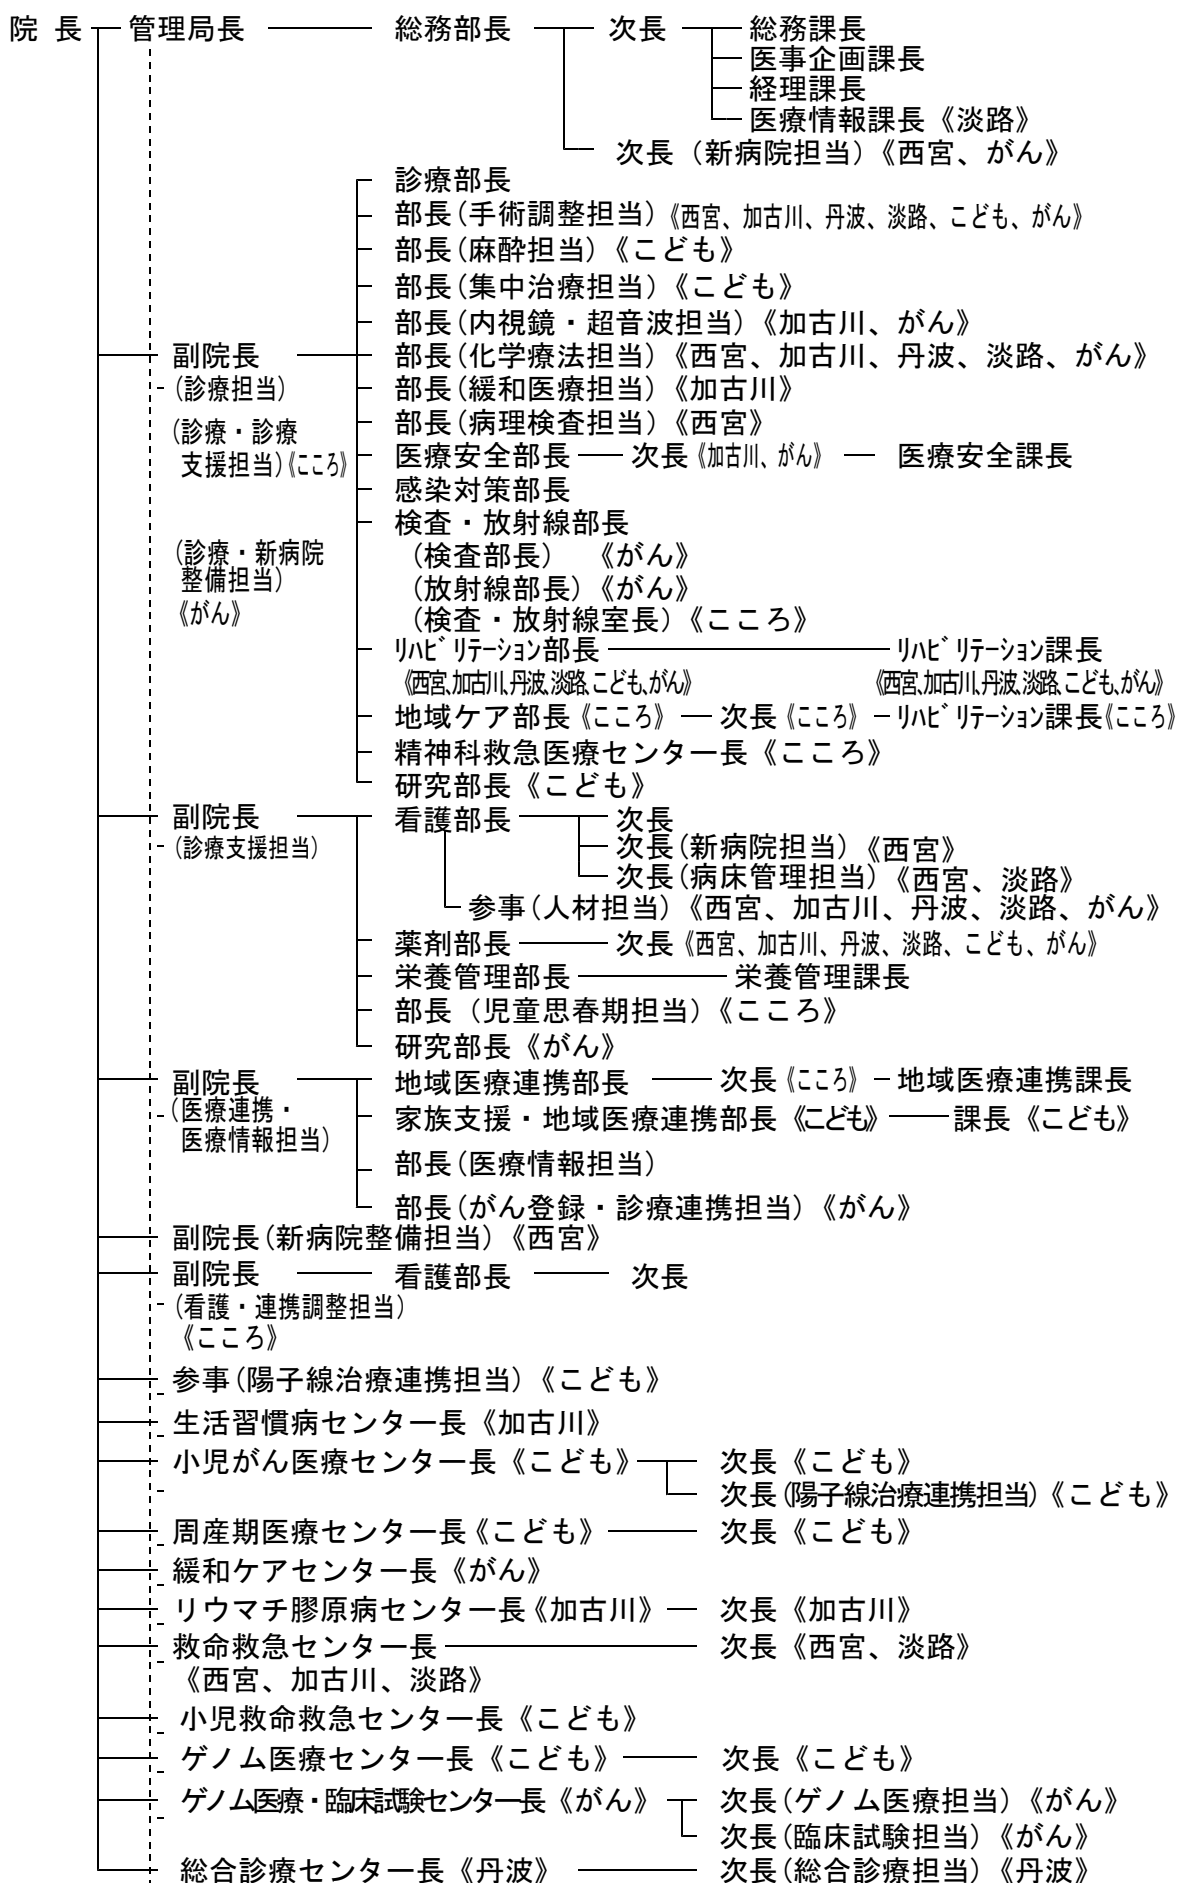 院 長 管理局長 総務部長 次長 総務課長
医事企画課長
経理課長
医療情報課長《淡路》
次長（新病院担当）《西宮、がん》
診療部長
部長(手術調整担当)《西宮、加古川、丹波、淡路、こども、がん》
部長(麻酔担当)《こども》
部長(集中治療担当)《こども》
部長(内視鏡・超音波担当)《加古川、がん》
副院長 部長(化学療法担当)《西宮、加古川、丹波、淡路、がん》
(診療担当) 部長(緩和医療担当)《加古川》
(診療・診療 部長(病理検査担当)《西宮》
支援担当)《こころ》 医療安全部長 次長《加古川、がん》 医療安全課長
感染対策部長
検査・放射線部長
(診療・新病院 （検査部長） 《がん》
整備担当) （放射線部長）《がん》
《がん》 （検査・放射線室長）《こころ》
ﾘﾊﾋﾞﾘﾃｰｼｮﾝ部長 ﾘﾊﾋﾞﾘﾃｰｼｮﾝ課長
《西宮、加古川、丹波、淡路、こども、がん》 《西宮、加古川、丹波、淡路、こども、がん》
地域ケア部長《こころ》 次長《こころ》 ﾘﾊﾋﾞﾘﾃｰｼｮﾝ課長《こころ》
精神科救急医療センター長《こころ》
研究部長《こども》
副院長 看護部長 次長
(診療支援担当) 次長(新病院担当)《西宮》
次長(病床管理担当)《西宮、淡路》
参事(人材担当)《西宮、加古川、丹波、淡路、がん》
薬剤部長 次長《西宮、加古川、丹波、淡路、こども、がん》
栄養管理部長 栄養管理課長
部長（児童思春期担当）《こころ》
研究部長《がん》
副院長 地域医療連携部長 次長《こころ》 地域医療連携課長
(医療連携・ 家族支援・地域医療連携部長《こども》 課長《こども》
医療情報担当)
部長(医療情報担当)
部長(がん登録・診療連携担当)《がん》
副院長(新病院整備担当)《西宮》
副院長 看護部長 次長
(看護・連携調整担当)
《こころ》
参事(陽子線治療連携担当)《こども》
生活習慣病センター長《加古川》
小児がん医療センター長《こども》 次長《こども》
次長(陽子線治療連携担当)《こども》
周産期医療センター長《こども》 次長《こども》
緩和ケアセンター長《がん》
リウマチ膠原病センター長《加古川》 次長《加古川》
救命救急センター長 次長《西宮、淡路》
《西宮、加古川、淡路》
小児救命救急センター長《こども》
ゲノム医療センター長《こども》 次長《こども》
ゲノム医療・臨床試験センター長《がん》 次長(ゲノム医療担当)《がん》
次長(臨床試験担当)《がん》
総合診療センター長《丹波》 次長(総合診療担当)《丹波》